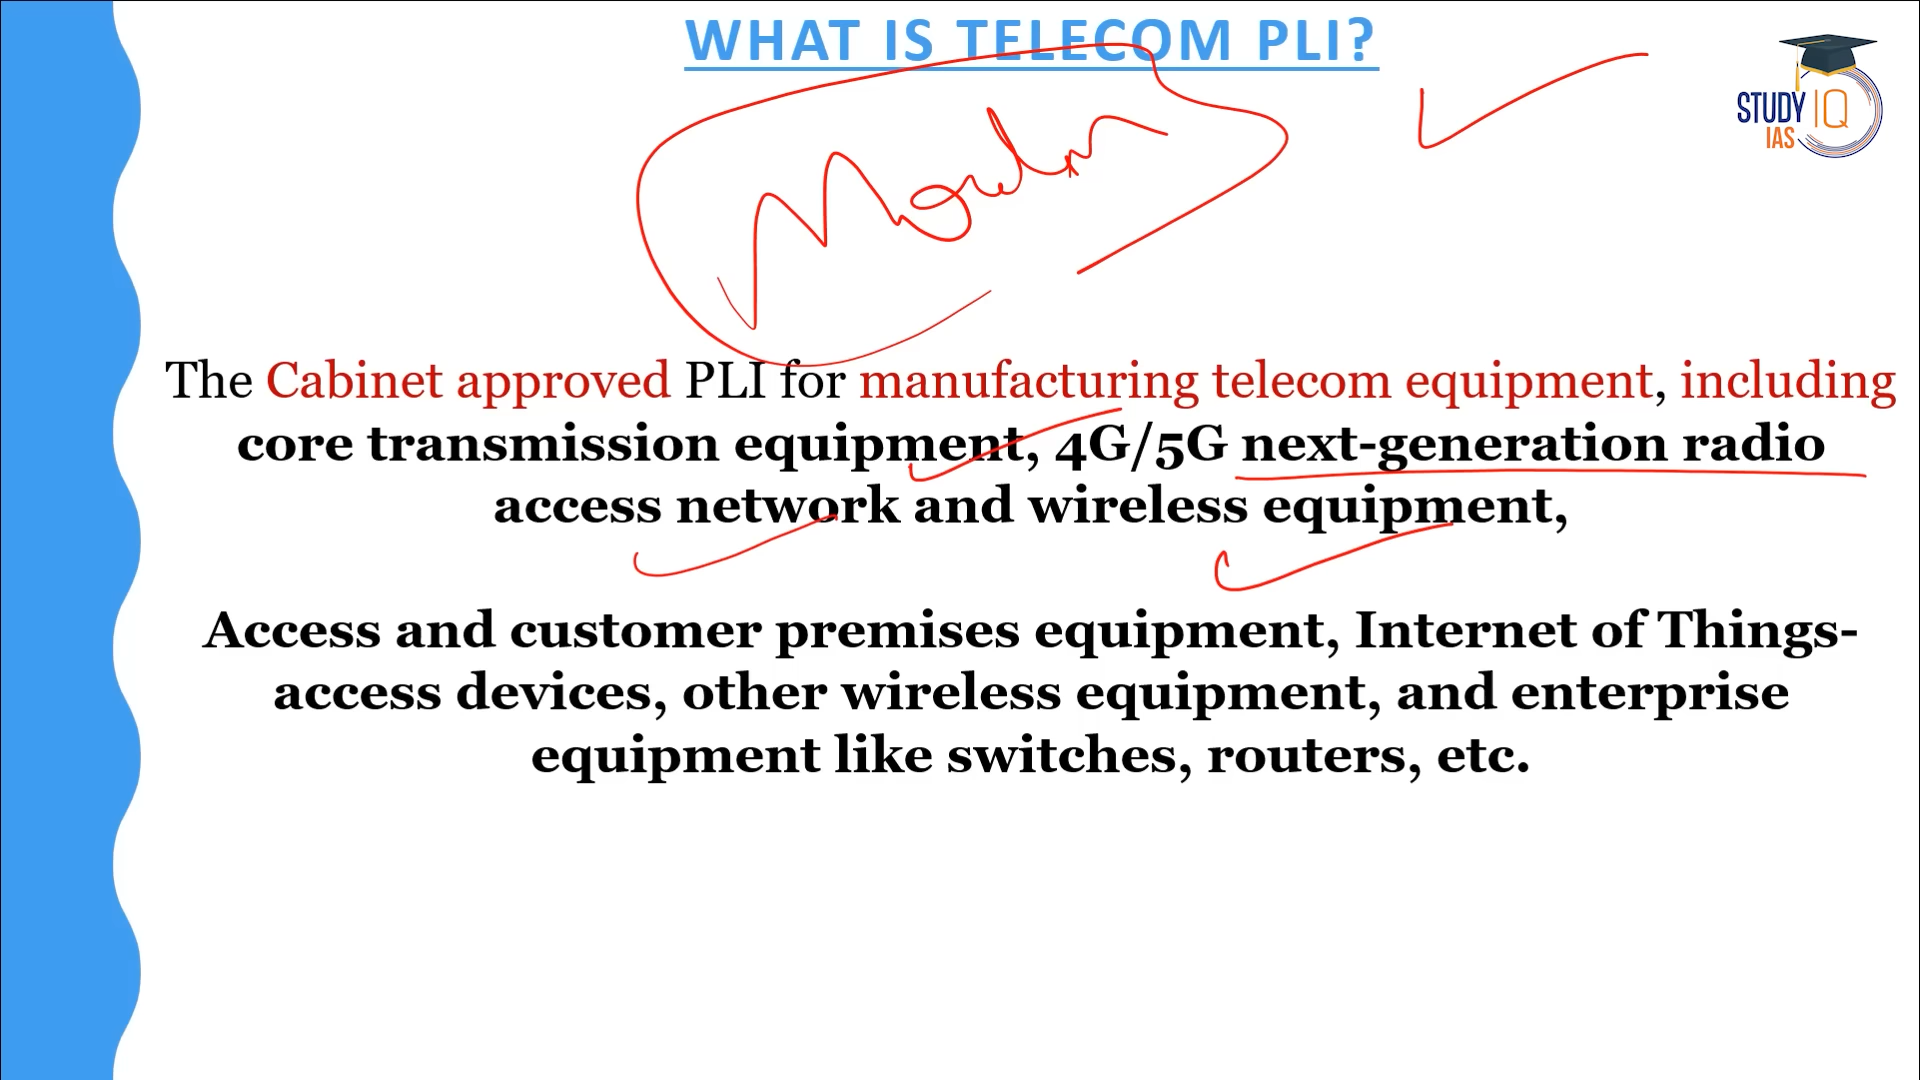 WHAT IS TELECOM PLI?
STUDY IQ
IAS
The Cabinet approved PLI for manufacturing telecom equipment, including
core transmission equipment, 4G/5G next-generation radio
access network and wireless equipment,
Access and customer premises equipment, Internet of Things-
access devices, other wireless equipment, and enterprise
equipment like switches, routers, etc.